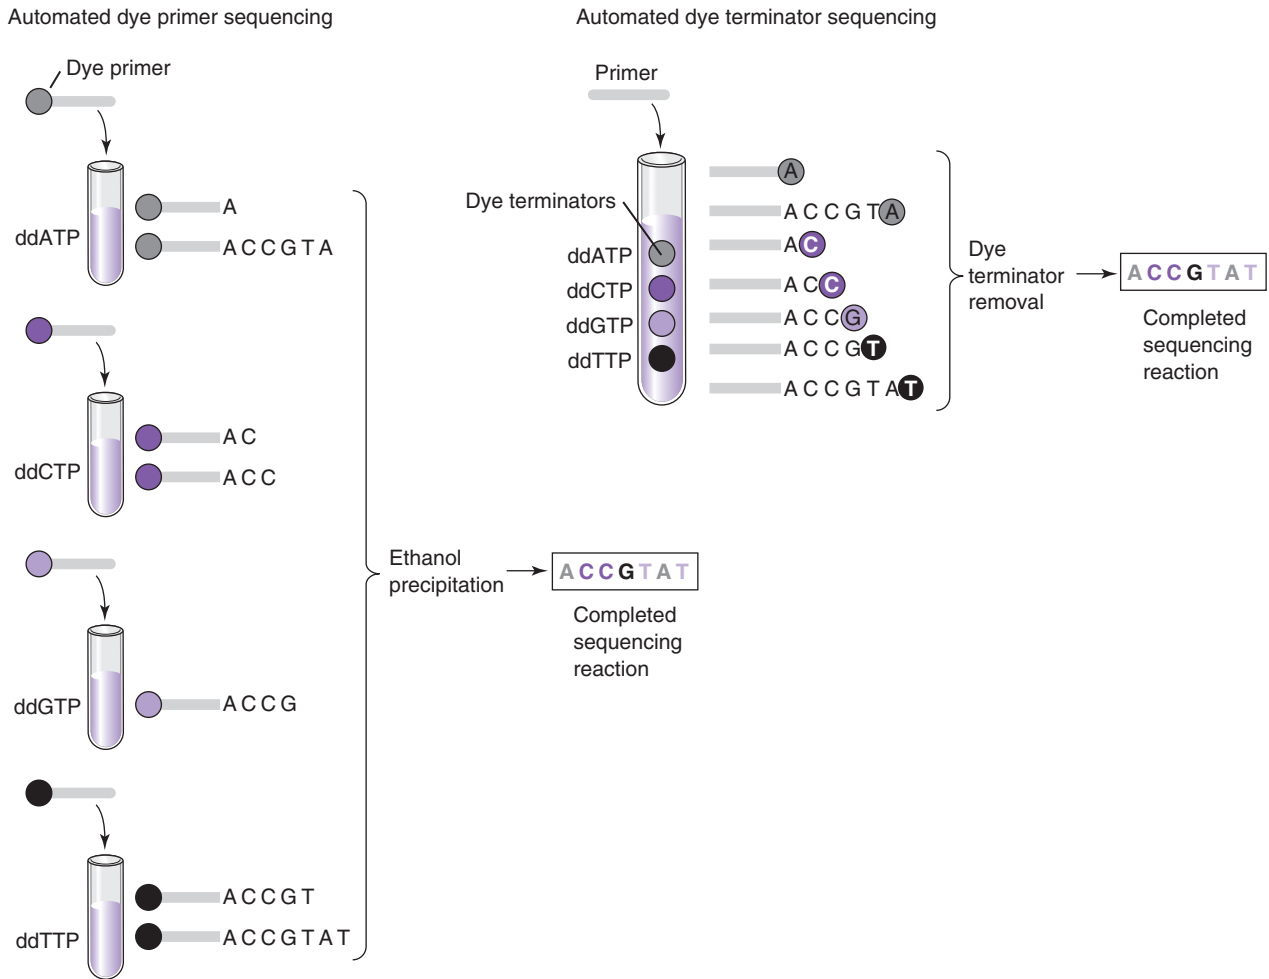 Automated dye primer sequencing
Dye primer
ddATP
A
A C C G T A
ddCTP
A C
A C C
ddGTP
A C C G
ddTTP
A C C G T
A C C G T A T
Ethanol
precipitation
A C C G T A T
Completed
sequencing
reaction
Automated dye terminator sequencing
Primer
Dye terminators
ddATP
ddCTP
ddGTP
ddTTP
A
A C C G T A
A C
A C C
A C C G
A C C G T
A C C G T A T
Dye
terminator
removal
A C C G T A T
Completed
sequencing
reaction